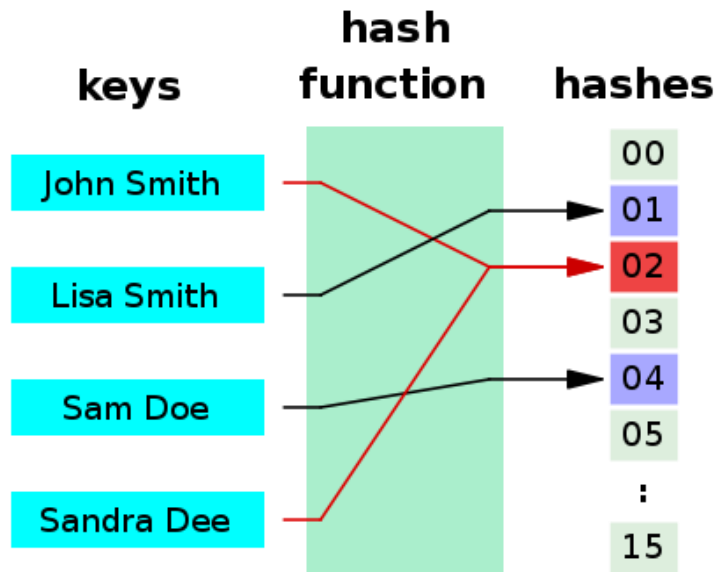 keys
hash
function
hashes
John Smith
Lisa Smith
Sam Doe
Sandra Dee
00
01
02
03
04
05
:
15